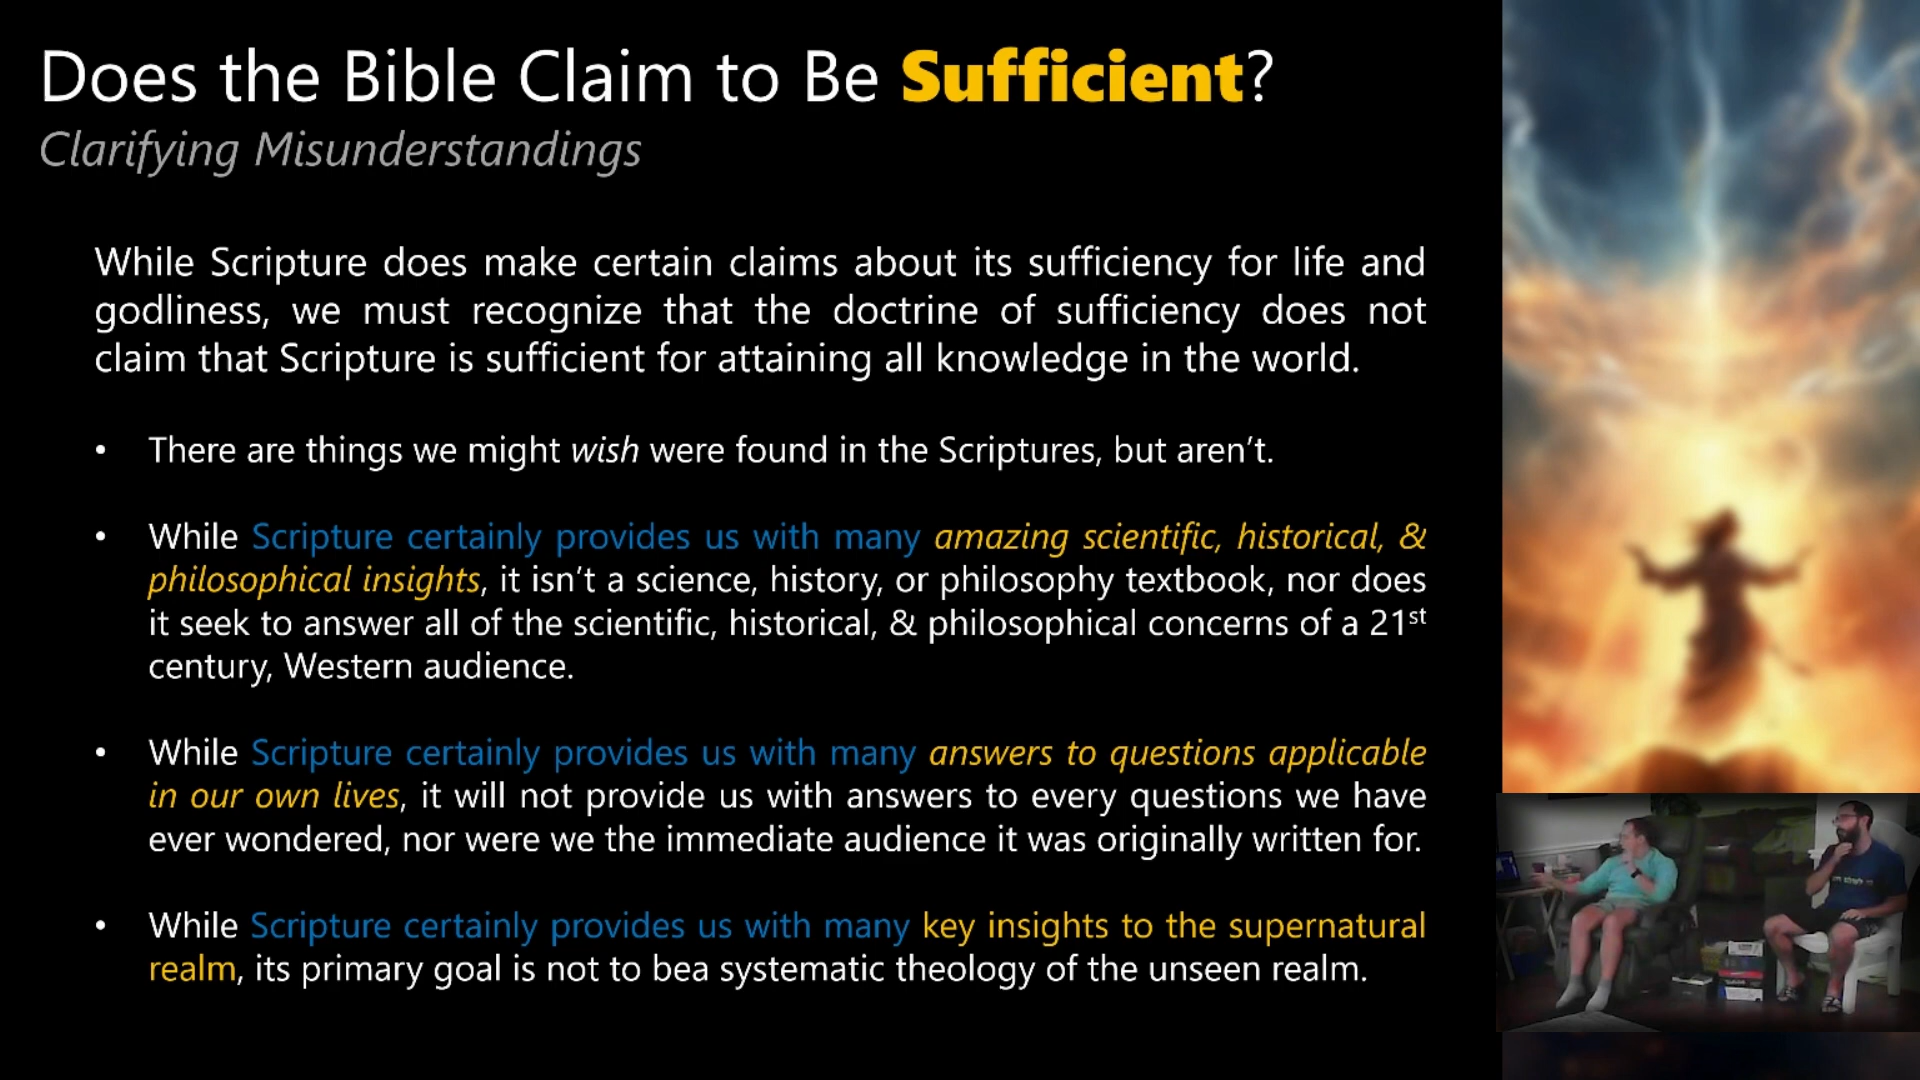 Does the Bible Claim to Be Sufficient?
Clarifying Misunderstandings
While Scripture does make certain claims about its sufficiency for life and
godliness, we must recognize that the doctrine of sufficiency does not
claim that Scripture is sufficient for attaining all knowledge in the world.
• There are things we might wish were found in the Scriptures, but aren’t.
• While Scripture certainly provides us with many amazing scientific, historical, &
philosophical insights, it isn’t a science, history, or philosophy textbook, nor does
it seek to answer all of the scientific, historical, & philosophical concerns of a 21st
century, Western audience.
• While Scripture certainly provides us with many answers to questions applicable
in our own lives, it will not provide us with answers to every questions we have
ever wondered, nor were we the immediate audience it was originally written for.
• While Scripture certainly provides us with many key insights to the supernatural
realm, its primary goal is not to bea systematic theology of the unseen realm.